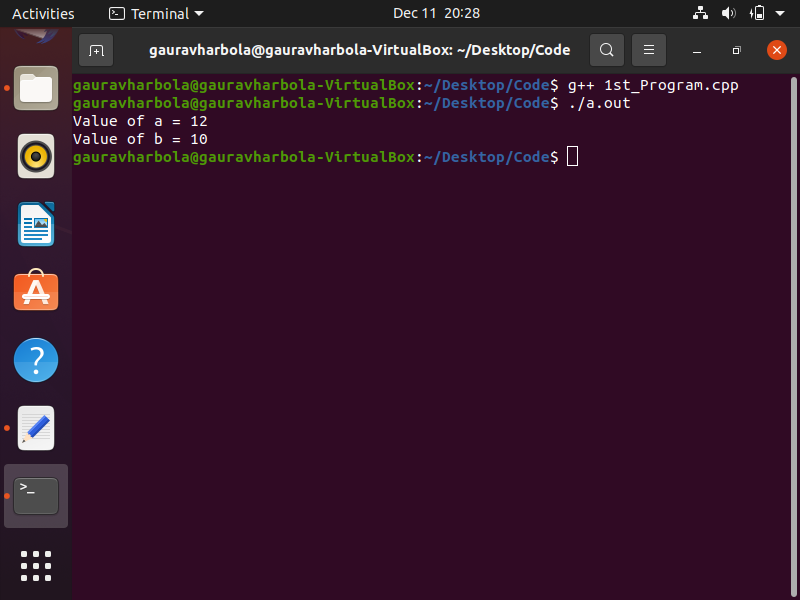 Activities
Terminal
Dec 11 20:28
gauravharbola@gauravharbola-VirtualBox: ~/Desktop/Code
gauravharbola@gauravharbola-VirtualBox:~/Desktop/Code$ g++ 1st_Program.cpp
gauravharbola@gauravharbola-VirtualBox:~/Desktop/Code$ ./a.out
Value of a = 12
Value of b = 10
gauravharbola@gauravharbola-VirtualBox:~/Desktop/Code$